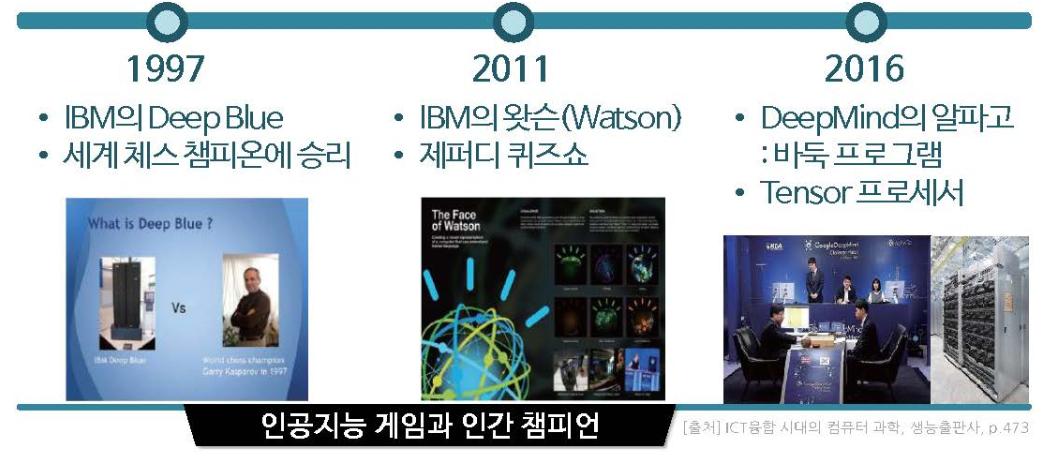 1997
• IBM의 Deep Blue
• 세계 체스 챔피온에 승리
What is Deep Blue ?
Vs
IBM Deep Blue
World chess champion
Garry Kasparov in 1997
2011
• IBM의 왓슨(Watson)
• 제퍼디 퀴즈쇼
The Face
of Watson
2016
• DeepMind의 알파고
: 바둑 프로그램
• Tensor 프로세서
인공지능 게임과 인간 챔피언
[출처] ICT융합 시대의 컴퓨터 과학, 생능출판사, p.473